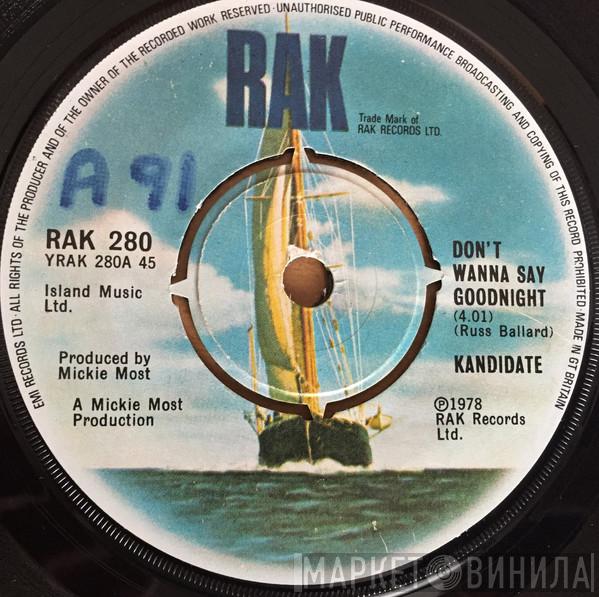 EMI RECORDS LTD·ALL RIGHTS OF THE PRODUCER AND OF THE OWNER OF THE RECORDED WORK RESERVED·UNAUTHORISED PUBLIC PERFORMANCE BROADCASTING AND COPYING OF THIS RECORD PROHIBITED·MADE IN GT BRITAIN
RAK
Trade Mark of
RAK RECORDS LTD.
A 91
RAK 280
YRAK 280A 45
Island Music
Ltd.
Produced by
Mickie Most
A Mickie Most
Production
DON'T
WANNA SAY
GOODNIGHT
(4.01)
(Russ Ballard)
KANDIDATE
℗1978
RAK Records
Ltd.
МАРКЕТ ВИНИЛА